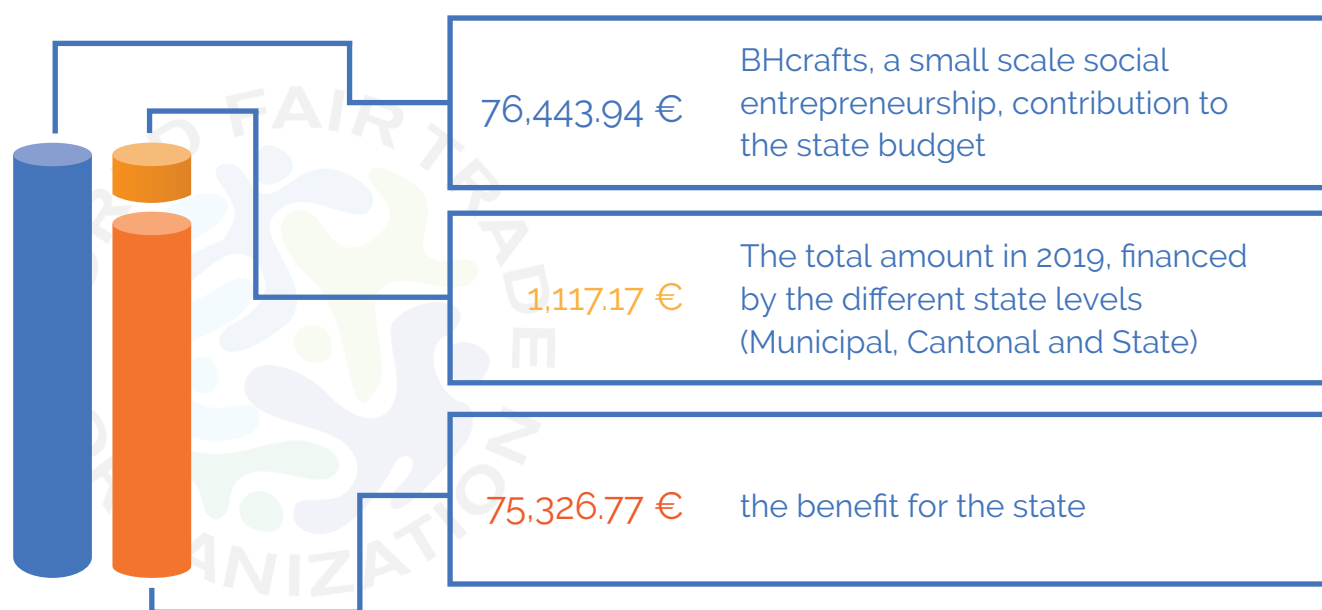 76,443.94 €
BHcrafts, a small scale social
entrepreneurship, contribution to
the state budget
1,117.17 €
The total amount in 2019, financed
by the different state levels
(Municipal, Cantonal and State)
75,326.77 €
the benefit for the state
FAIR TRADE